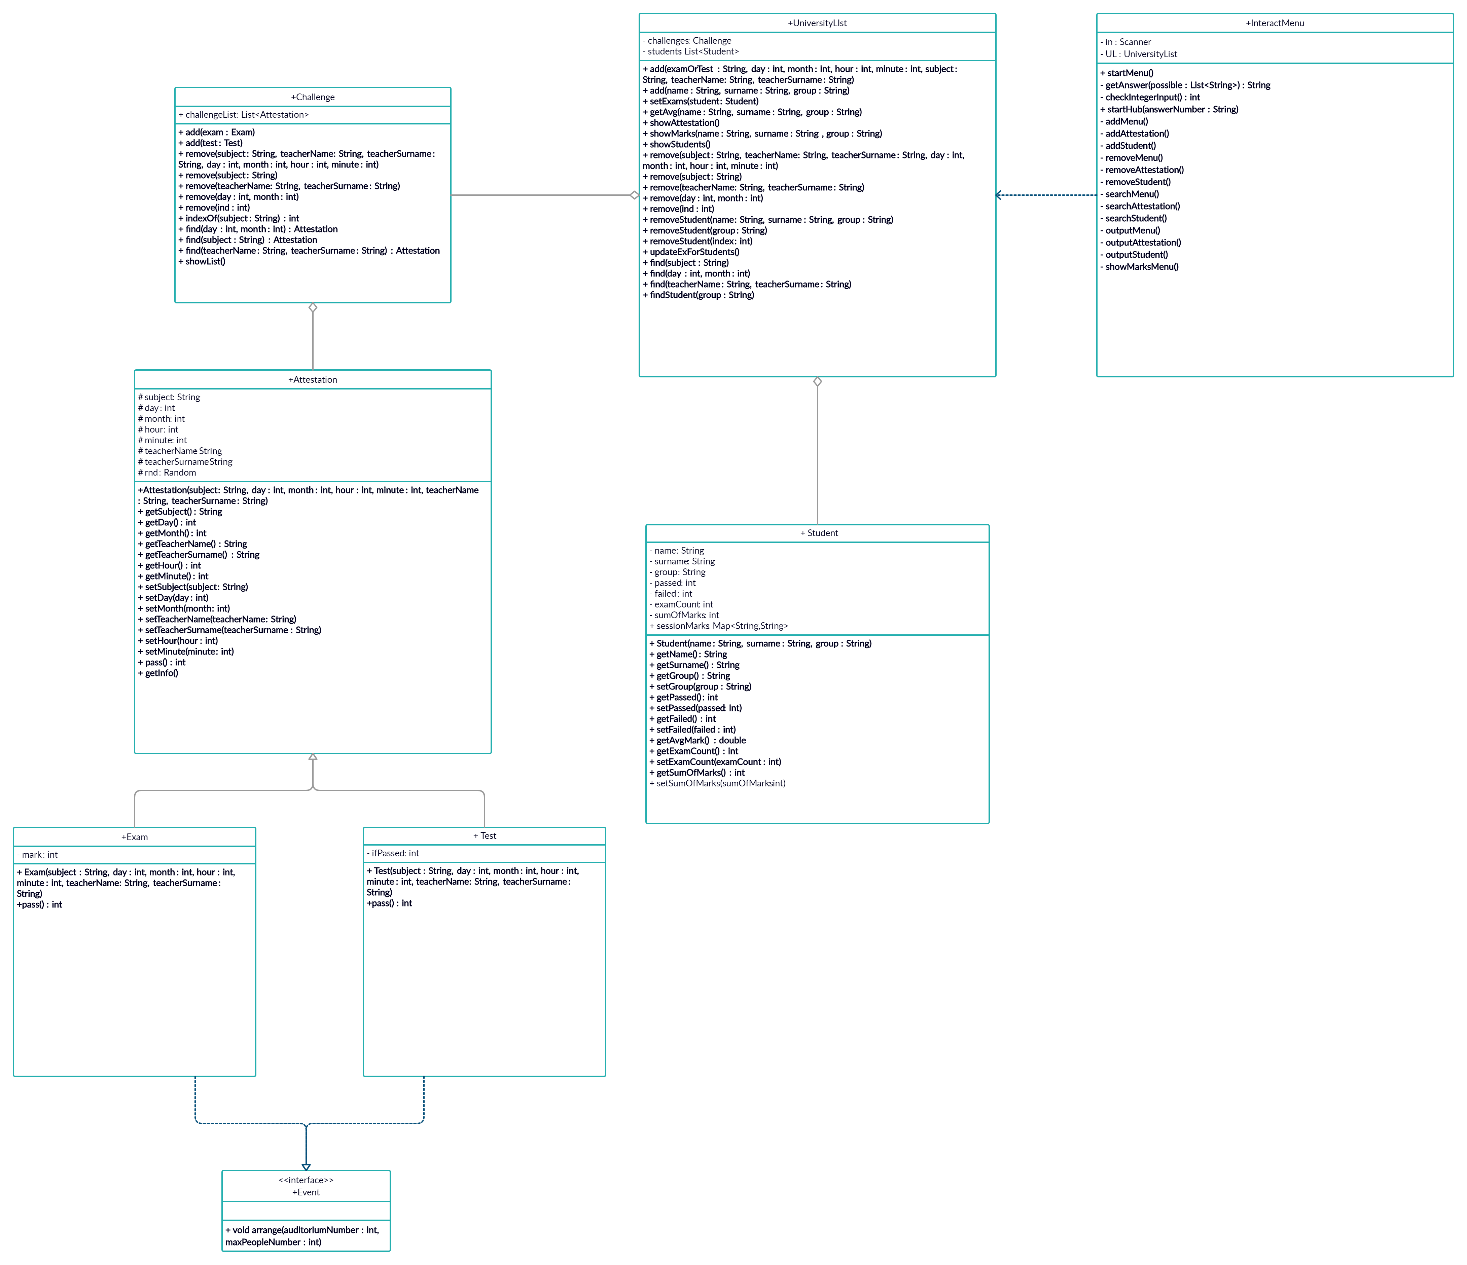 +Challenge
+ challengeList: List<Attestation>
+ add(exam : Exam)
+ add(test : Test)
+ remove(subject : String, teacherName: String, teacherSurname :
String, day : int, month : int, hour : int, minute : int)
+ remove(subject : String)
+ remove(teacherName: String, teacherSurname : String)
+ remove(day : int, month : int)
+ remove(ind : int)
+ indexOf(subject : String) : int
+ find(day : int, month : int) : Attestation
+ find(subject : String) : Attestation
+ find(teacherName : String, teacherSurname : String) : Attestation
+ showList()
+UniversityList
- challenges: Challenge
- students List<Student>
+ add(examOrTest : String, day : int, month : int, hour : int, minute : int, subject :
String, teacherName: String, teacherSurname : String)
+ add(name : String, surname : String, group : String)
+ setExams(student: Student)
+ getAvg(name : String, surname : String, group : String)
+ showAttestation()
+ showMarks(name : String, surname : String , group : String)
+ showStudents()
+ remove(subject : String, teacherName: String, teacherSurname : String, day : int,
month : int, hour : int, minute : int)
+ remove(subject : String)
+ remove(teacherName: String, teacherSurname : String)
+ remove(day : int, month : int)
+ remove(ind : int)
+ removeStudent(name: String, surname : String, group : String)
+ removeStudent(group: String)
+ removeStudent(index: int)
+ updateExForStudents()
+ find(subject : String)
+ find(day : int, month : int)
+ find(teacherName : String, teacherSurname : String)
+ findStudent(group : String)
+InteractMenu
- in : Scanner
- UL : UniversityList
+ startMenu()
- getAnswer(possible : List<String>) : String
- checkIntegerInput() : int
+ startHub(answerNumber : String)
- addMenu()
- addAttestation()
- addStudent()
- removeMenu()
- removeAttestation()
- removeStudent()
- searchMenu()
- searchAttestation()
- searchStudent()
- outputMenu()
- outputAttestation()
- outputStudent()
- showMarksMenu()
+Attestation
# subject: String
# day : int
# month: int
# hour: int
# minute: int
# teacherName String
# teacherSurnameString
# rnd: Random
+Attestation(subject: String, day : int, month : int, hour : int, minute : int, teacherName
: String, teacherSurname : String)
+ getSubject() : String
+ getDay() : int
+ getMonth() : int
+ getTeacherName() : String
+ getTeacherSurname() : String
+ getHour() : int
+ getMinute() : int
+ setSubject(subject: String)
+ setDay(day : int)
+ setMonth(month: int)
+ setTeacherName(teacherName: String)
+ setTeacherSurname(teacherSurname : String)
+ setHour(hour : int)
+ setMinute(minute: int)
+ pass() : int
+ getInfo()
+ Student
- name: String
- surname: String
- group: String
- passed: int
failed : int
- examCount: int
- sumOfMarks: int
+ sessionMarks Map<String,String>
+ Student(name : String, surname : String, group : String)
+ getName() : String
+ getSurname() : String
+ getGroup() : String
+ setGroup(group : String)
+ getPassed() : int
+ setPassed(passed: int)
+ getFailed() : int
+ setFailed(failed : int)
+ getAvgMark() : double
+ getExamCount() : int
+ setExamCount(examCount : int)
+ getSumOfMarks() : int
+ setSumOfMarks(sumOfMarksint)
+Exam
mark: int
+ Exam(subject : String, day : int, month : int, hour : int,
minute : int, teacherName: String, teacherSurname :
String)
+pass() : int
+ Test
- ifPassed: int
+ Test(subject : String, day : int, month : int, hour : int,
minute : int, teacherName: String, teacherSurname :
String)
+pass() : int
<<interface>>
+Event
+ void arrange(auditoriumNumber : int,
maxPeopleNumber : int)